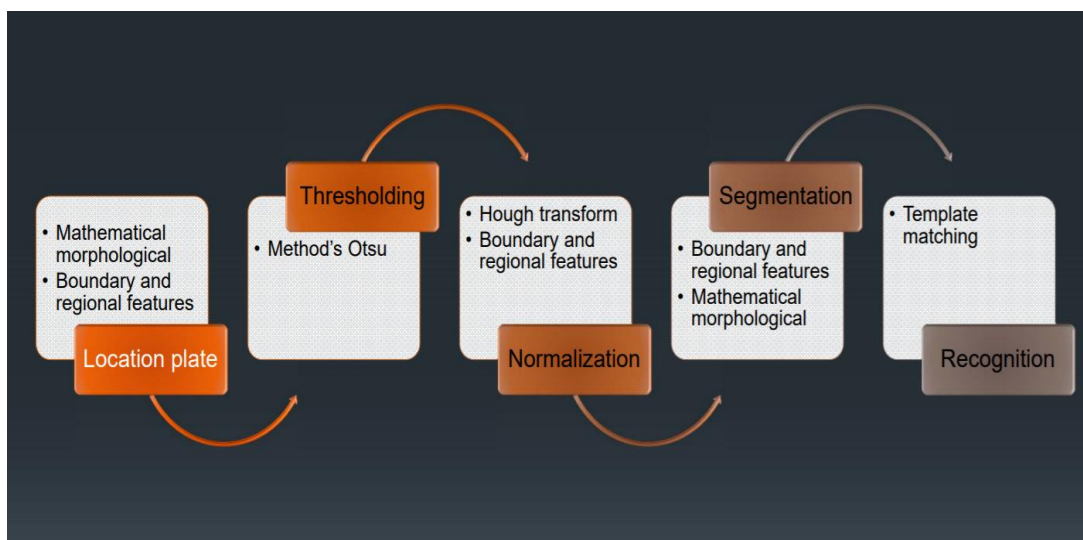 • Mathematical
morphological
• Boundary and
regional features
Location plate
Thresholding
• Method's Otsu
• Hough transform
• Boundary and
regional features
Normalization
Segmentation
• Boundary and
regional features
• Mathematical
morphological
• Template
matching
Recognition